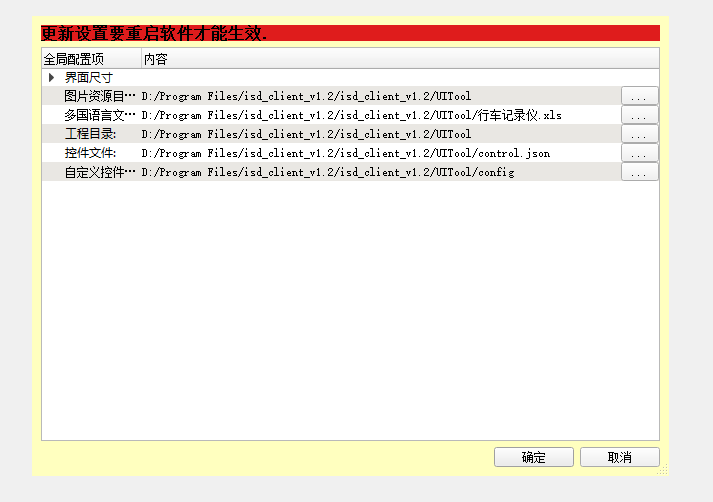 更新设置要重启软件才能生效.
全局配置项 内容
界面尺寸
图片资源目… D:/Program Files/isd_client_v1.2/isd_client_v1.2/UITool ...
多国语言文… D:/Program Files/isd_client_v1.2/isd_client_v1.2/UITool/行车记录仪.xls ...
工程目录: D:/Program Files/isd_client_v1.2/isd_client_v1.2/UITool ...
控件文件: D:/Program Files/isd_client_v1.2/isd_client_v1.2/UITool/control.json ...
自定义控件… D:/Program Files/isd_client_v1.2/isd_client_v1.2/UITool/config ...
确定 取消